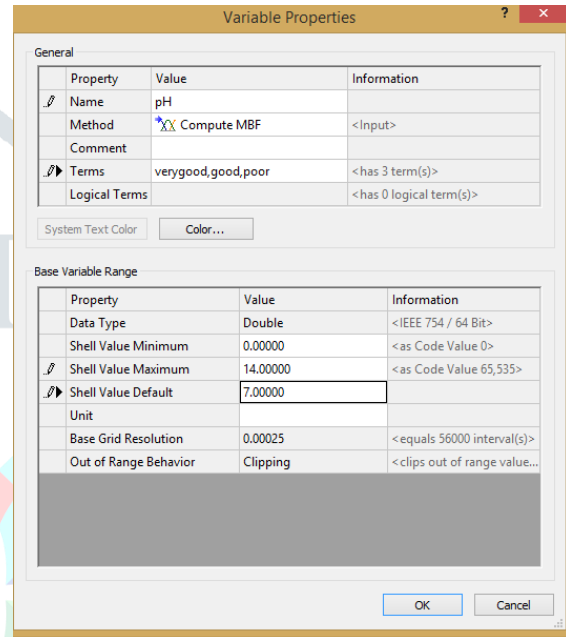 Variable Properties ? ×
General
Property Value Information
Name pH
Method Compute MBF <Input>
Comment
Terms verygood,good,poor <has 3 term(s)>
Logical Terms <has 0 logical term(s)>
System Text Color Color...
Base Variable Range
Property Value Information
Data Type Double <IEEE 754 / 64 Bit>
Shell Value Minimum 0.00000 <as Code Value 0>
Shell Value Maximum 14.00000 <as Code Value 65,535>
Shell Value Default 7.00000
Unit
Base Grid Resolution 0.00025 <equals 56000 interval(s)>
Out of Range Behavior Clipping <clips out of range value...
OK Cancel